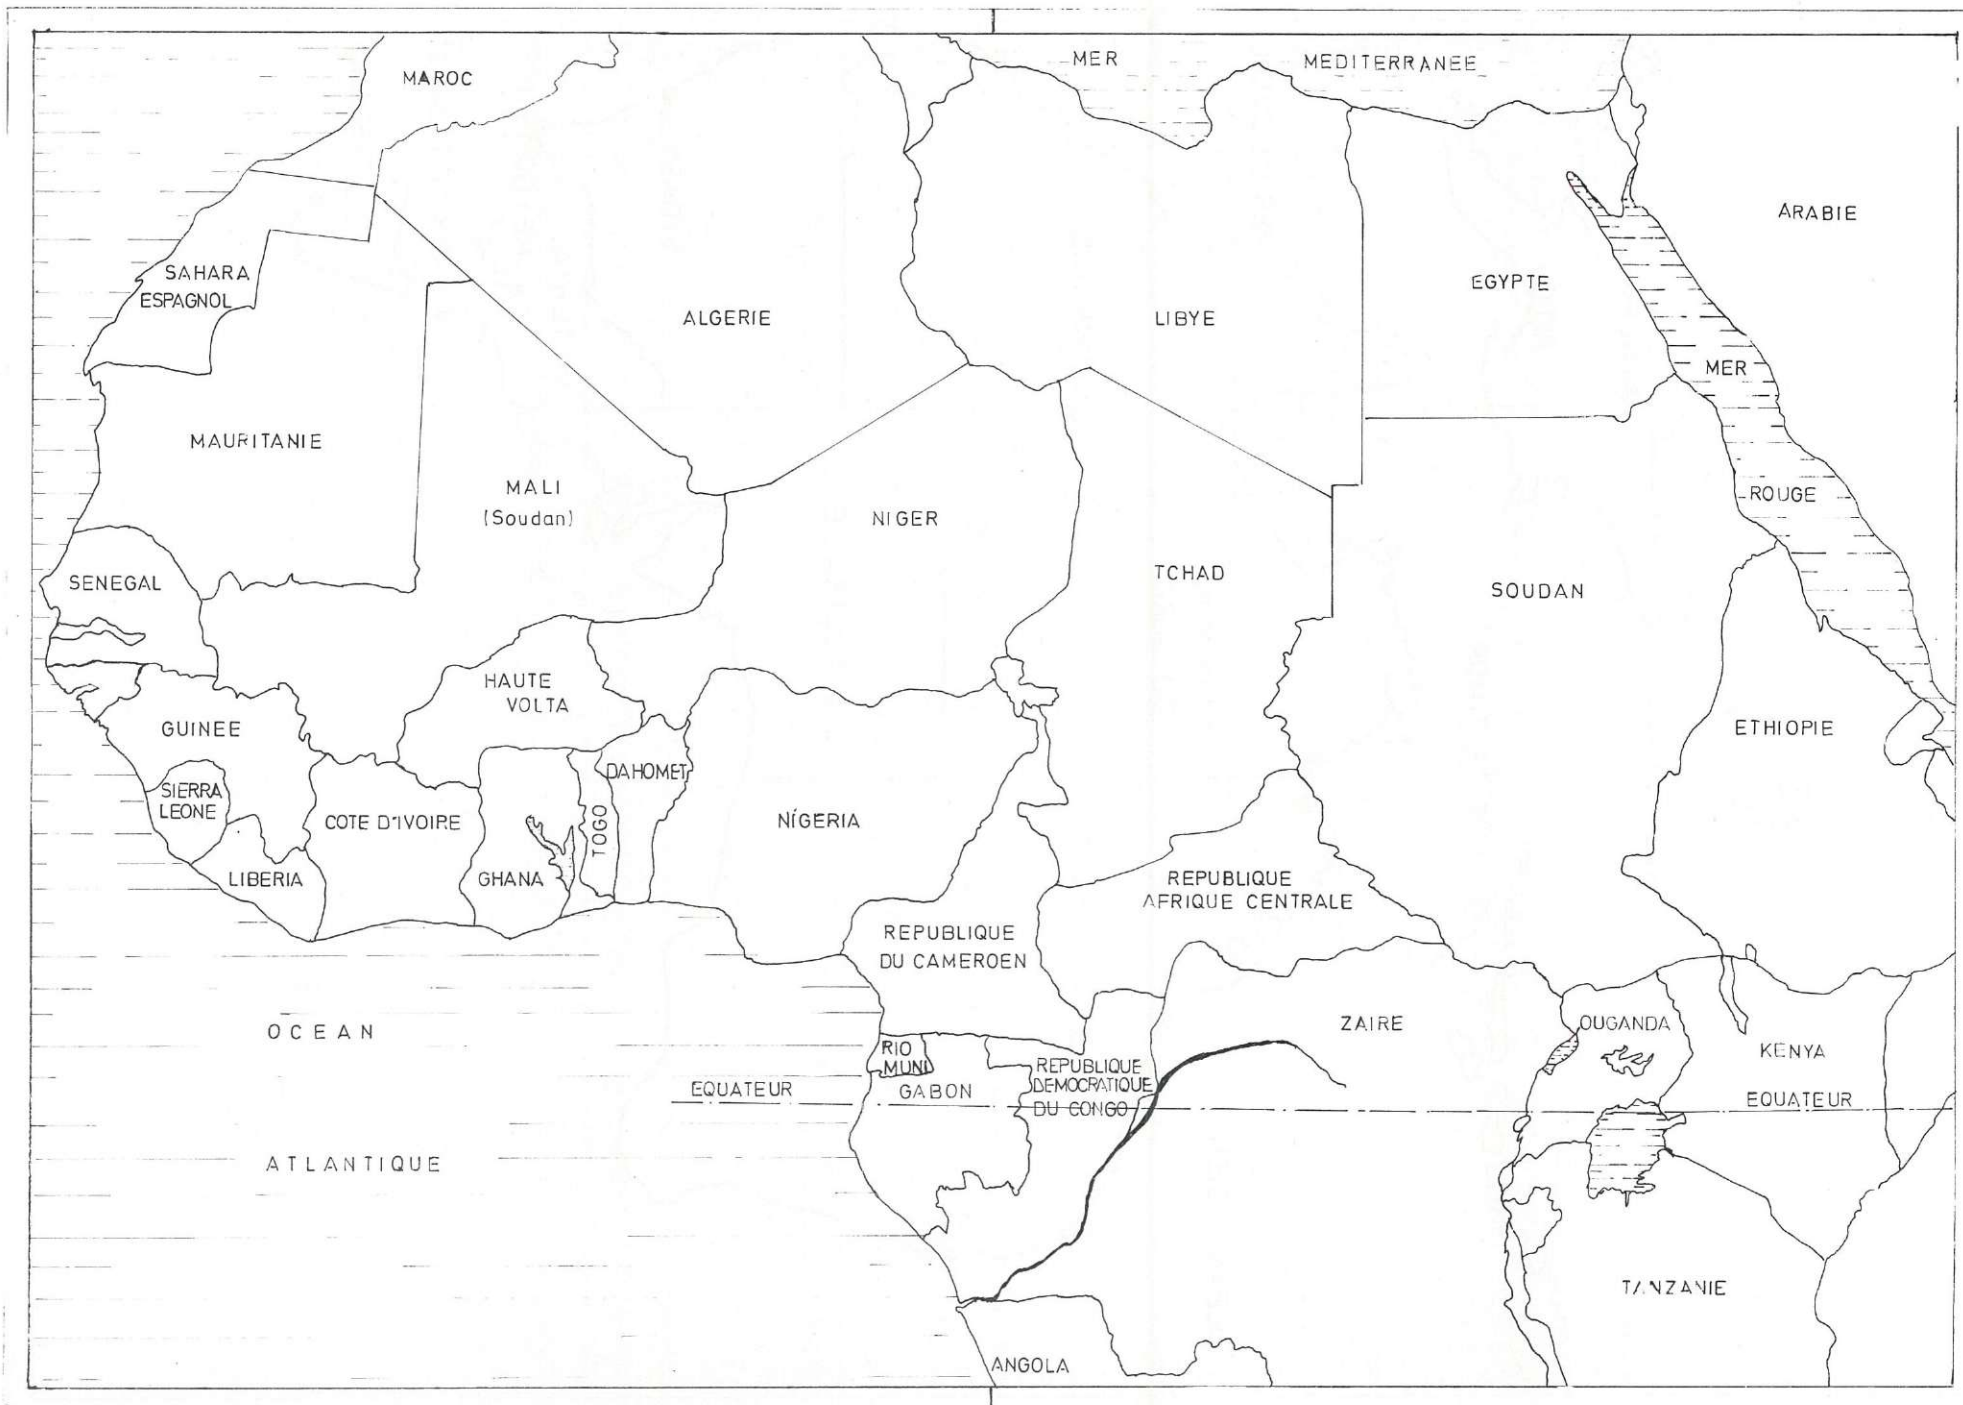 MER
MEDITERRANEE
MAROC
ARABIE
SAHARA
ESPAGNOL
EGYPTE
ALGERIE
LIBYE
MER
MAURITANIE
MALI
(Soudan)
ROUGE
NIGER
TCHAD
SENEGAL
SOUDAN
HAUTE
VOLTA
GUINEE
ETHIOPIE
DAHOMET
SIERRA
LEONE
COTE D'IVOIRE
TOGO
NÍGERIA
LIBERIA
GHANA
REPUBLIQUE
AFRIQUE CENTRALE
REPUBLIQUE
DU CAMEROEN
OCEAN
ZAIRE
OUGANDA
RIO
MUNI
KENYA
REPUBLIQUE
DEMOCRATIQUE
DU CONGO
EQUATEUR
GABON
EQUATEUR
ATLANTIQUE
TANZANIE
ANGOLA